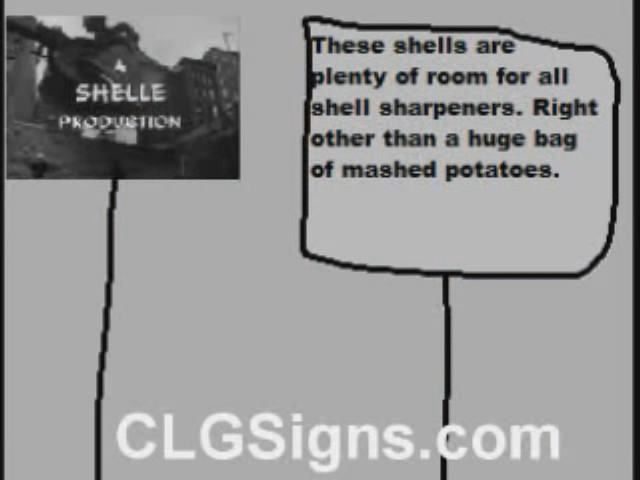 A
SHELLE
PRODUCTION
These shells are
plenty of room for all
shell sharpeners. Right
other than a huge bag
of mashed potatoes.
CLGSigns.com